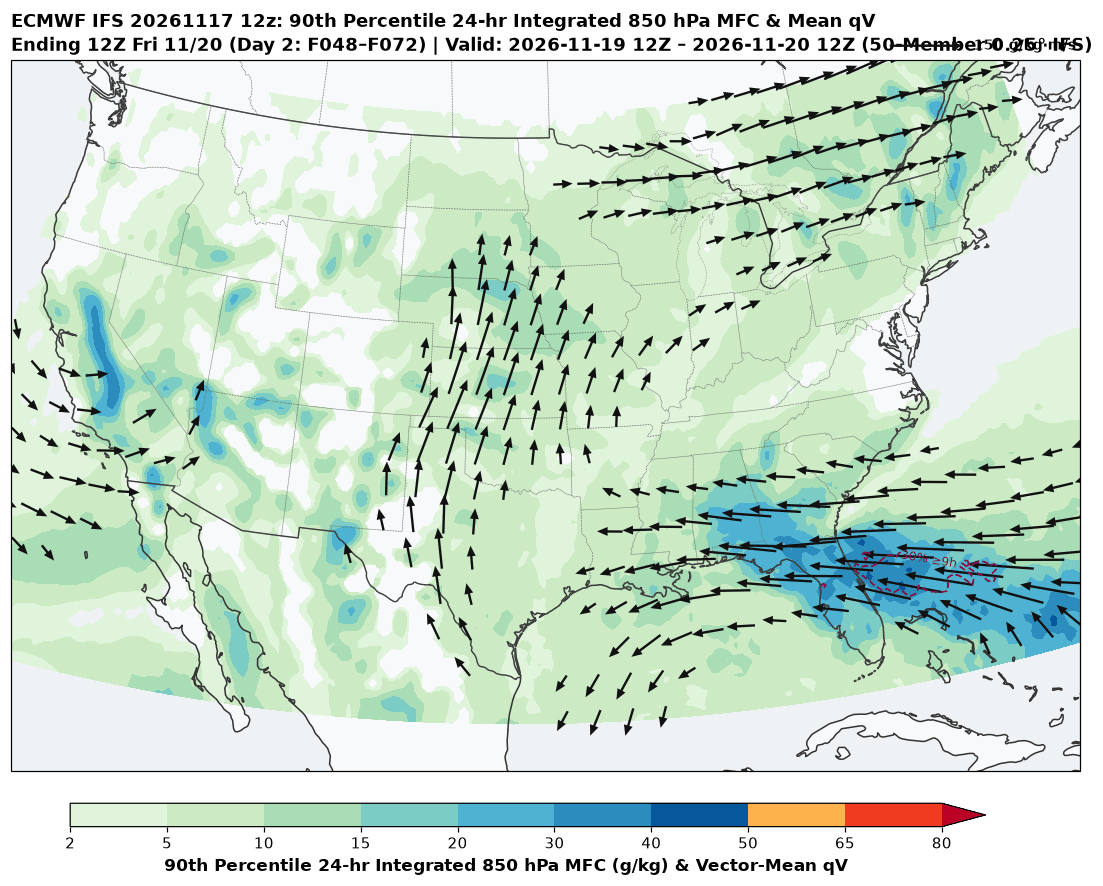 ECMWF IFS 20261117 12z: 90th Percentile 24-hr Integrated 850 hPa MFC & Mean qV
Ending 12Z Fri 11/20 (Day 2: F048–F072) | Valid: 2026-11-19 12Z – 2026-11-20 12Z (50-Member 0.25° IFS)
2 5 10 15 20 30 40 50 65 80
90th Percentile 24-hr Integrated 850 hPa MFC (g/kg) & Vector-Mean qV